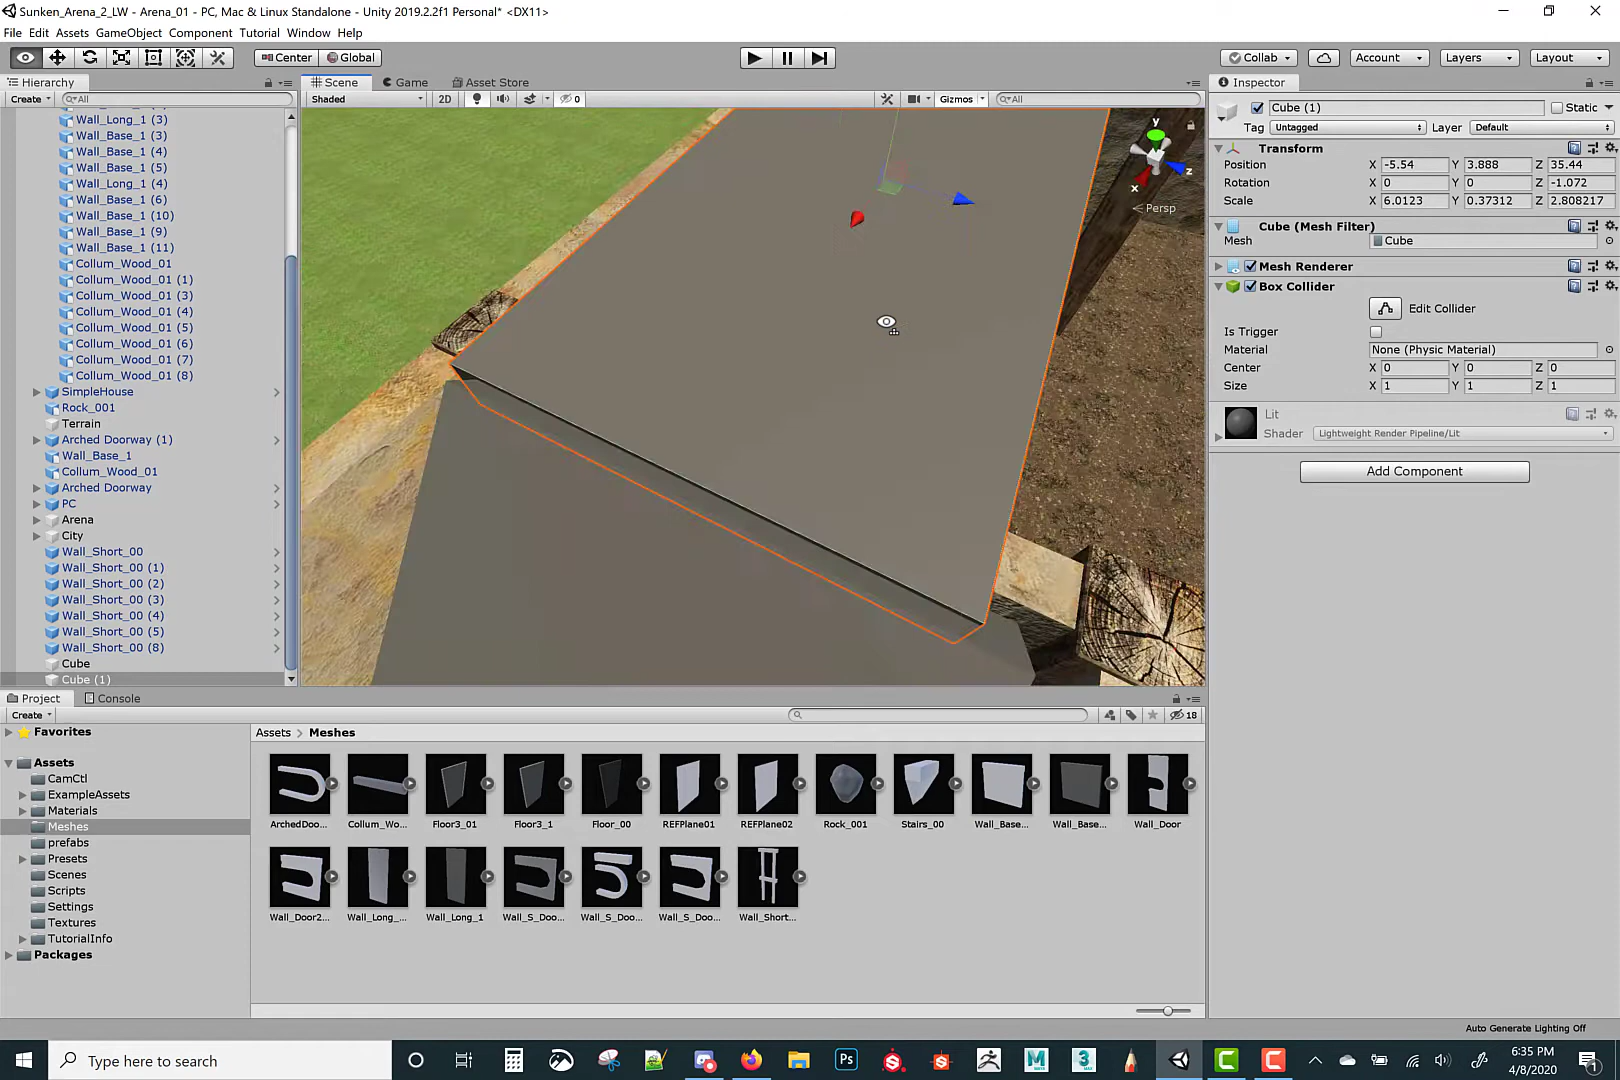 Sunken_Arena_2_LW - Arena_01 - PC, Mac & Linux Standalone - Unity 2019.2.2f1 Personal* <DX11>
File Edit Assets GameObject Component Tutorial Window Help
Center Global Collab Account Layers Layout
Hierarchy
Create All
Wall_Long_1 (3)
Wall_Base_1 (3)
Wall_Base_1 (4)
Wall_Base_1 (5)
Wall_Long_1 (4)
Wall_Base_1 (6)
Wall_Base_1 (10)
Wall_Base_1 (9)
Wall_Base_1 (11)
Collum_Wood_01
Collum_Wood_01 (1)
Collum_Wood_01 (3)
Collum_Wood_01 (4)
Collum_Wood_01 (5)
Collum_Wood_01 (6)
Collum_Wood_01 (7)
Collum_Wood_01 (8)
SimpleHouse
Rock_001
Terrain
Arched Doorway (1)
Wall_Base_1
Collum_Wood_01
Arched Doorway
PC
Arena
City
Wall_Short_00
Wall_Short_00 (1)
Wall_Short_00 (2)
Wall_Short_00 (3)
Wall_Short_00 (4)
Wall_Short_00 (5)
Wall_Short_00 (8)
Cube
Cube (1)
Scene Game Asset Store
Shaded 2D 0 Gizmos All
y
z
x
Persp
Inspector
Cube (1) Static
Tag Untagged Layer Default
Transform
Position X -5.54 Y 3.888 Z 35.44
Rotation X 0 Y 0 Z -1.072
Scale X 6.0123 Y 0.37312 Z 2.808217
Cube (Mesh Filter)
Mesh Cube
Mesh Renderer
Box Collider
Edit Collider
Is Trigger
Material None (Physic Material)
Center X 0 Y 0 Z 0
Size X 1 Y 1 Z 1
Lit
Shader Lightweight Render Pipeline/Lit
Add Component
Project Console
Create 18
Favorites
Assets
CamCtl
ExampleAssets
Materials
Meshes
prefabs
Presets
Scenes
Scripts
Settings
Textures
TutorialInfo
Packages
Assets > Meshes
ArchedDoo... Collum_Wo... Floor3_01 Floor3_1 Floor_00 REFPlane01 REFPlane02 Rock_001 Stairs_00 Wall_Base... Wall_Base... Wall_Door
Wall_Door2... Wall_Long_... Wall_Long_1 Wall_S_Doo... Wall_S_Doo... Wall_S_Doo... Wall_Short...
Auto Generate Lighting Off
Type here to search
Ps
M
3
6:35 PM
4/8/2020
1